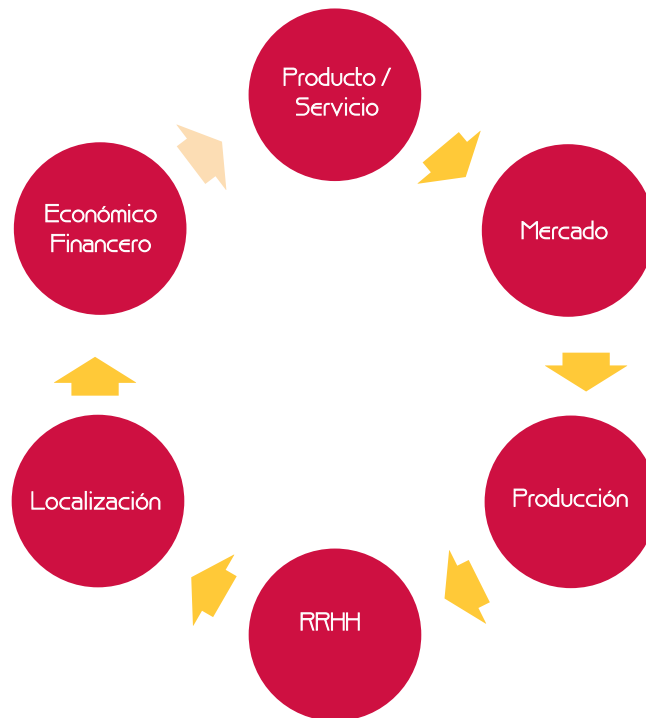 Producto /
Servicio
Mercado
Producción
RRHH
Localización
Económico
Financero